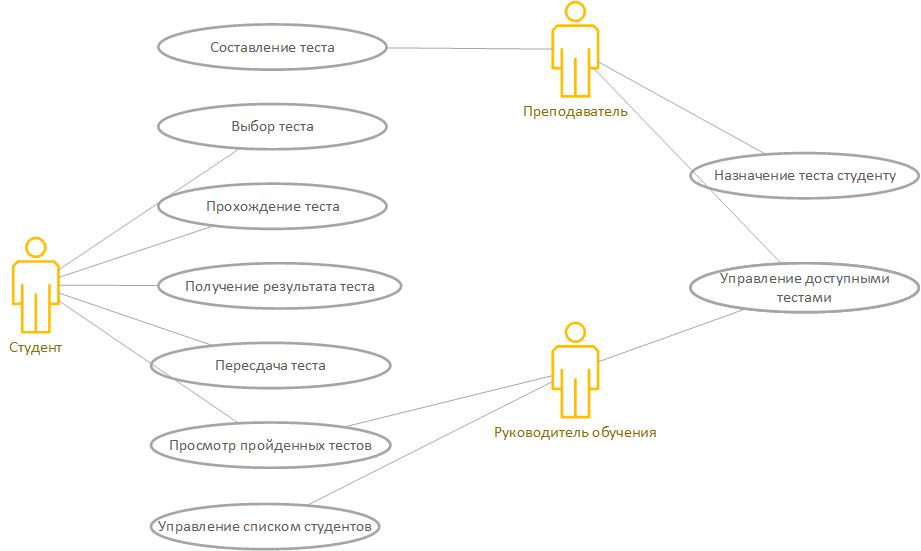 Составление теста
Преподаватель
Выбор теста
Назначение теста студенту
Прохождение теста
Получение результата теста
Управление доступными
тестами
Студент
Пересдача теста
Руководитель обучения
Просмотр пройденных тестов
Управление списком студентов